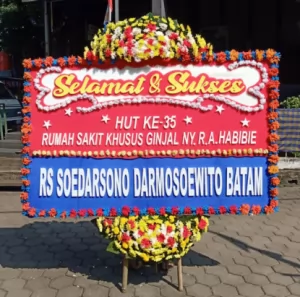 Selamat & Sukses
HUT KE-35
RUMAH SAKIT KHUSUS GINJAL NY. R.A. HABIBIE
RS SOEDARSONO DARMOSOEWITO BATAM